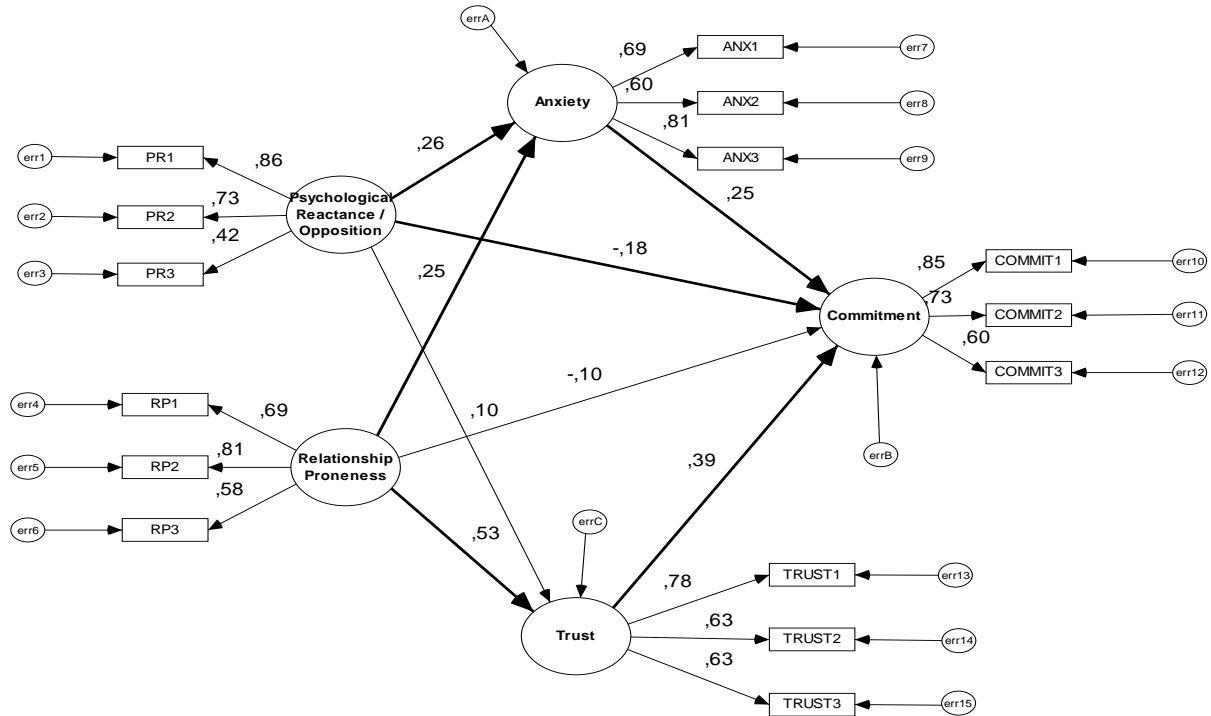 errA
,69
ANX1
err7
,60
Anxiety
ANX2
err8
,81
ANX3
err9
,26
err1
PR1
,86
,25
Psychological
Reactance /
Opposition
err2
PR2
,73
,42
err3
PR3
-,18
,25
,85
COMMIT1
err10
,73
Commitment
COMMIT2
err11
,60
COMMIT3
err12
-,10
,10
err4
RP1
,69
err5
RP2
,81
Relationship
Proneness
,58
err6
RP3
,39
errB
,53
errC
,78
TRUST1
err13
,63
Trust
TRUST2
err14
,63
TRUST3
err15